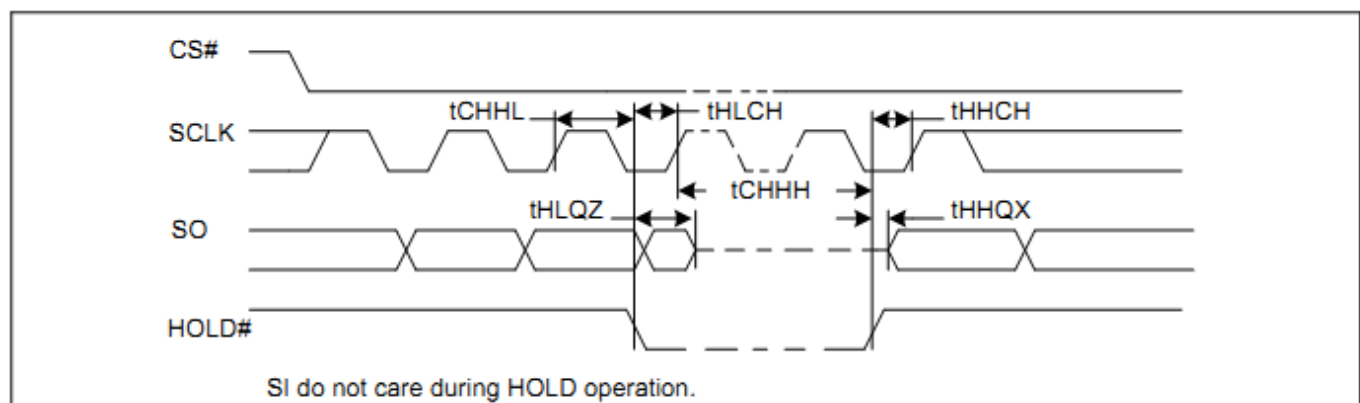 CS#
tCHHL
tHLCH
tHHCH
SCLK
tCHHH
tHLQZ
tHHQX
SO
HOLD#
SI do not care during HOLD operation.